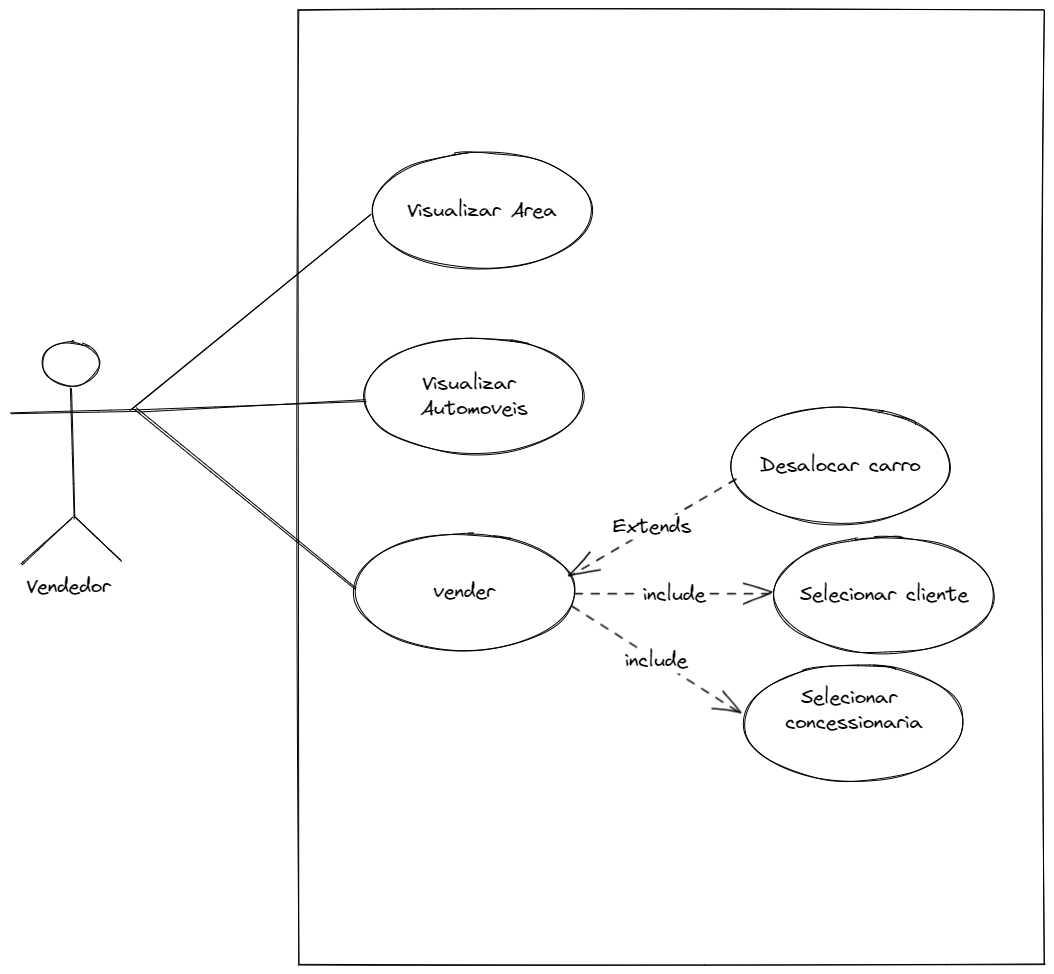 Visualizar Area
Visualizar
Automoveis
Desalocar carro
Extends
vender
include
Selecionar cliente
Vendedor
include
Selecionar
concessionaria